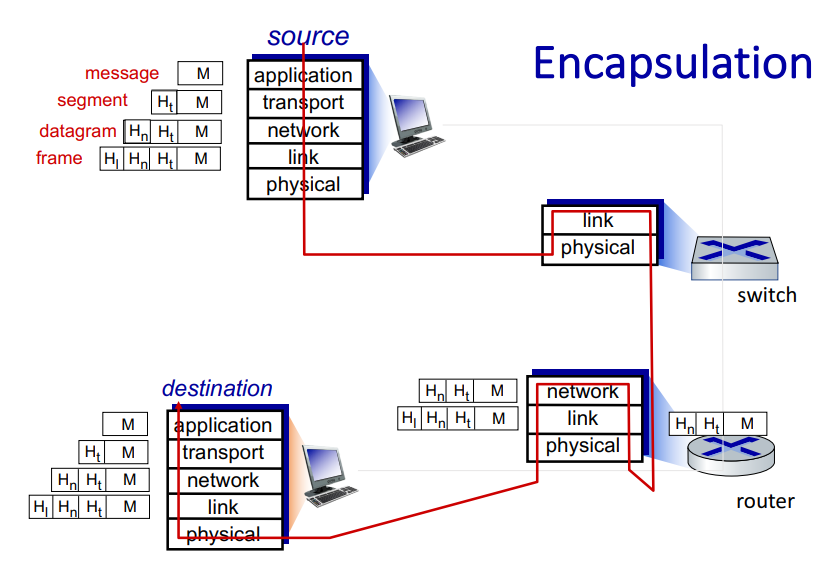 source
Encapsulation
message M
segment Ht M
datagram Hn Ht M
frame Hl Hn Ht M
application
transport
network
link
physical
link
physical
switch
destination
M
Ht M
Hn Ht M
Hl Hn Ht M
application
transport
network
link
physical
Hn Ht M
Hl Hn Ht M
network
link
physical
Hn Ht M
router